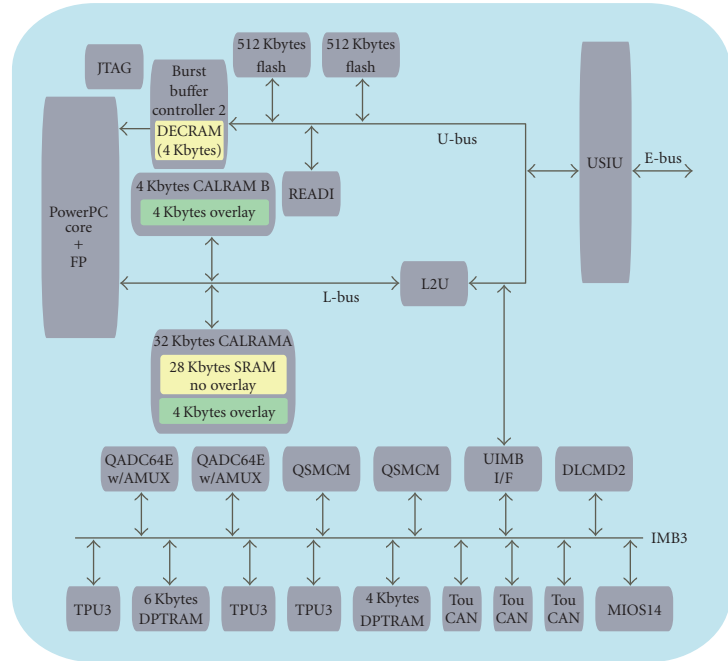 JTAG
Burst
buffer
controller 2
DECRAM
(4 Kbytes)
512 Kbytes
flash
512 Kbytes
flash
U-bus
USIU
E-bus
READI
4 Kbytes CALRAM B
4 Kbytes overlay
PowerPC
core
+
FP
L-bus
L2U
32 Kbytes CALRAMA
28 Kbytes SRAM
no overlay
4 Kbytes overlay
QADC64E
w/AMUX
QADC64E
w/AMUX
QSMCM
QSMCM
UIMB
I/F
DLCMD2
IMB3
TPU3
6 Kbytes
DPTRAM
TPU3
TPU3
4 Kbytes
DPTRAM
Tou
CAN
Tou
CAN
Tou
CAN
MIOS14